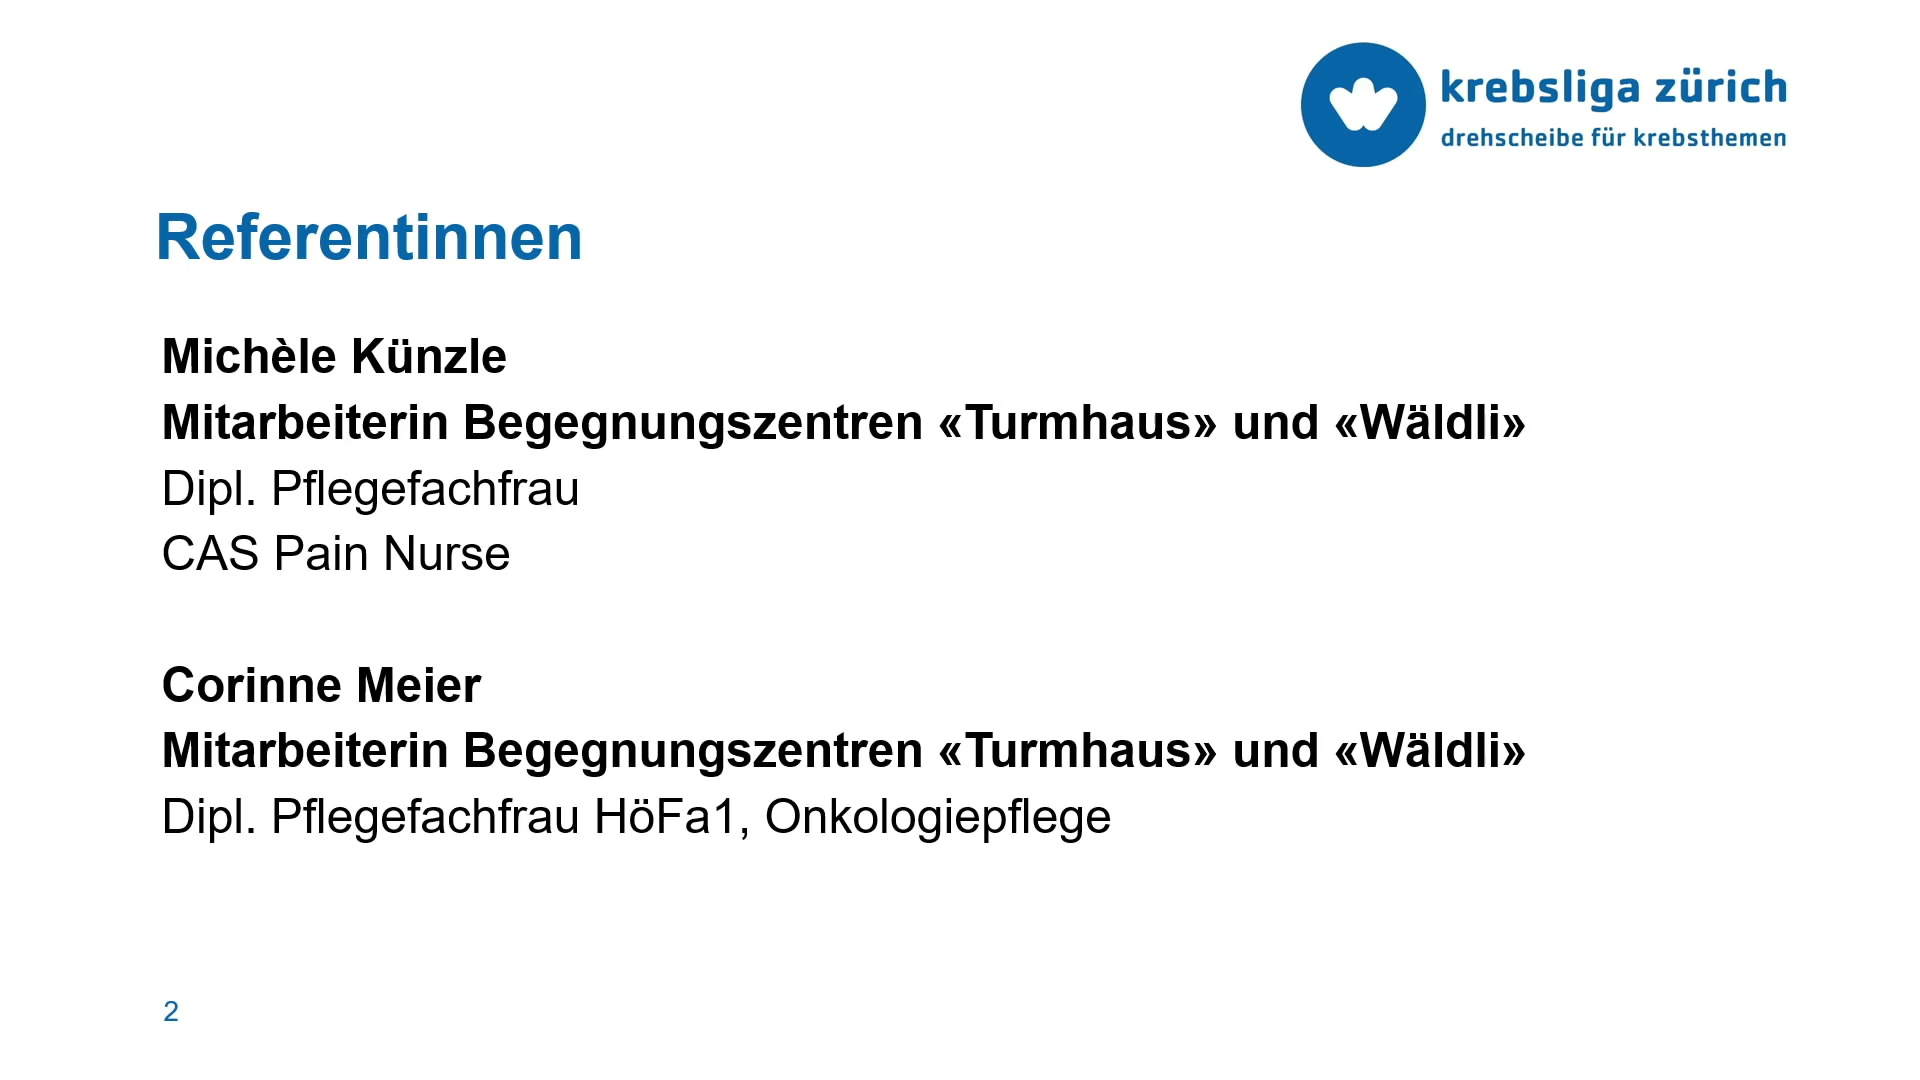 krebsliga zürich
drehscheibe für krebsthemen
Referentinnen
Michèle Künzle
Mitarbeiterin Begegnungszentren «Turmhaus» und «Wäldli»
Dipl. Pflegefachfrau
CAS Pain Nurse
Corinne Meier
Mitarbeiterin Begegnungszentren «Turmhaus» und «Wäldli»
Dipl. Pflegefachfrau HöFa1, Onkologiepflege
2